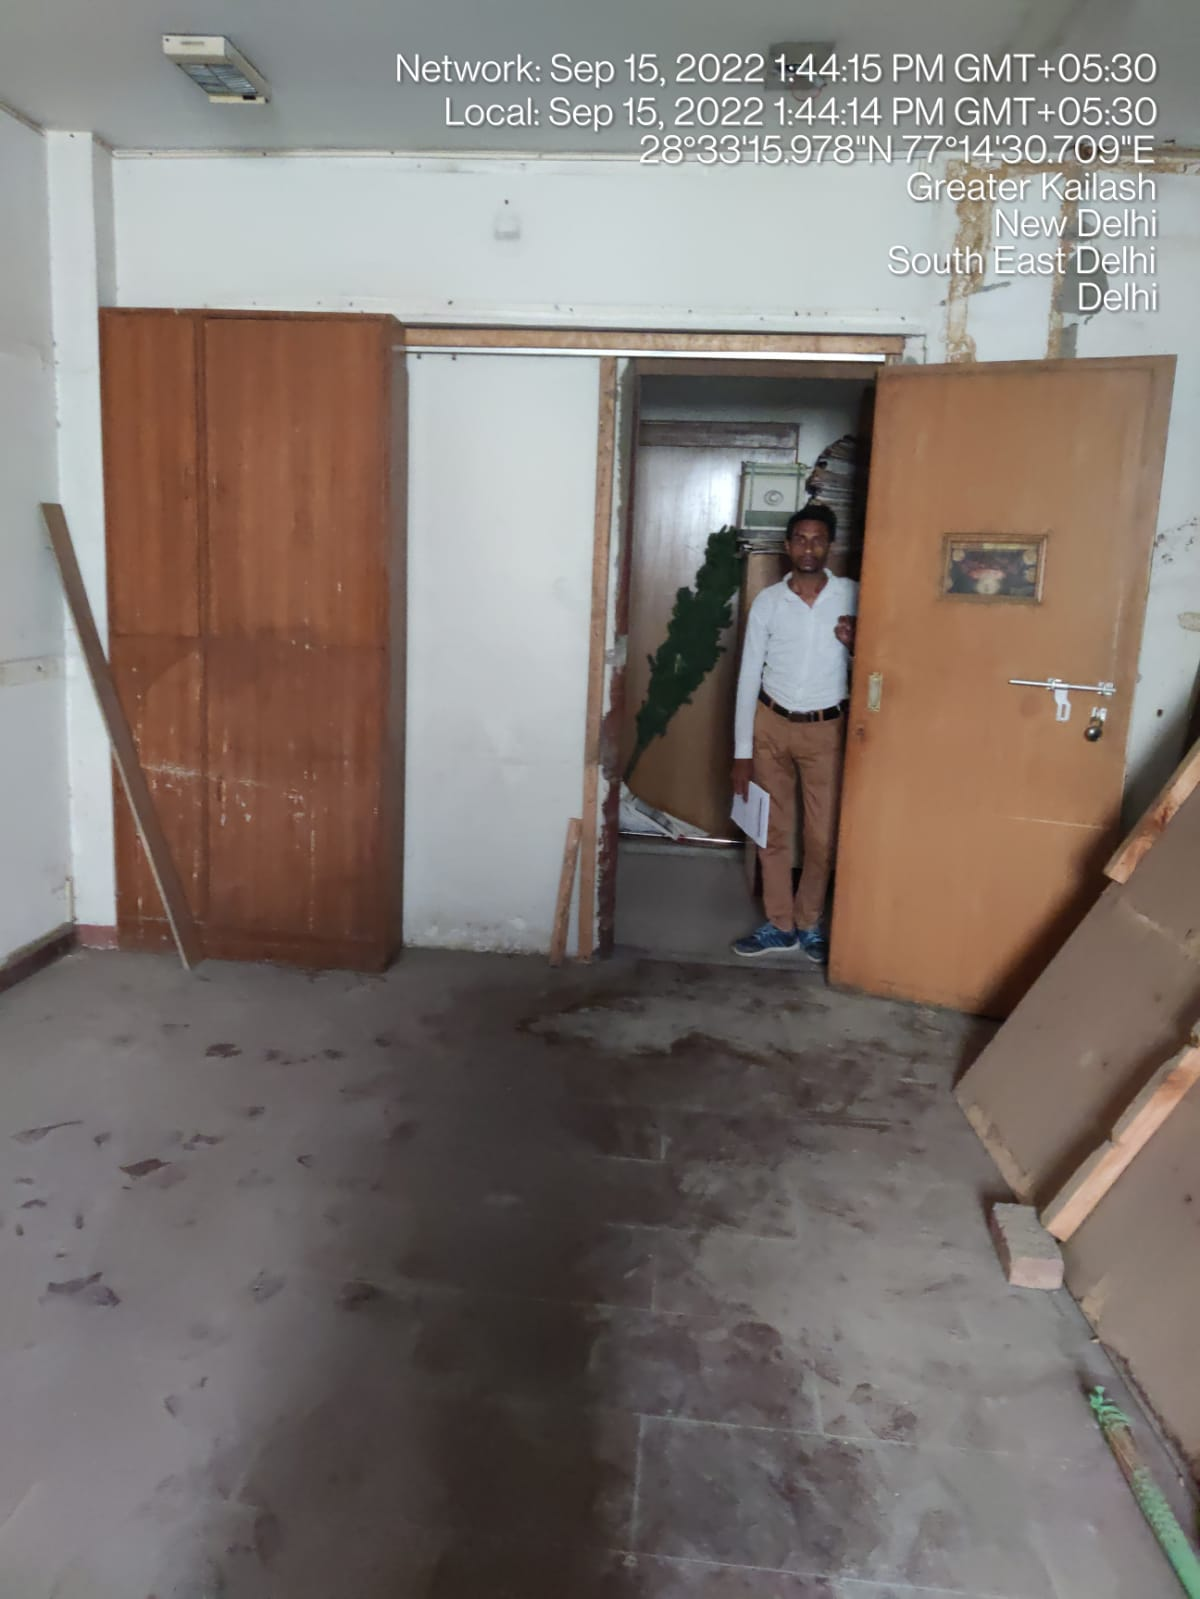 Network: Sep 15, 2022 1:44:15 PM GMT+05:30
Local: Sep 15, 2022 1:44:14 PM GMT+05:30
28°33'15.978"N 77°14'30.709"E
Greater Kailash
New Delhi
South East Delhi
Delhi